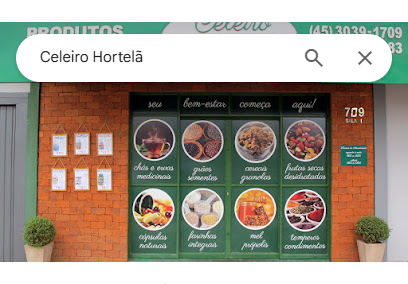 PRODUTOS
Celeiro
(45) 3039-1709
83
Celeiro Hortelã
seu bem-estar começa aqui!
709
SALA 1
chás e ervas medicinais
grãos sementes
cereais granolas
frutas secas desidratadas
cápsulas naturais
farinhas integrais
mel própolis
temperos condimentos